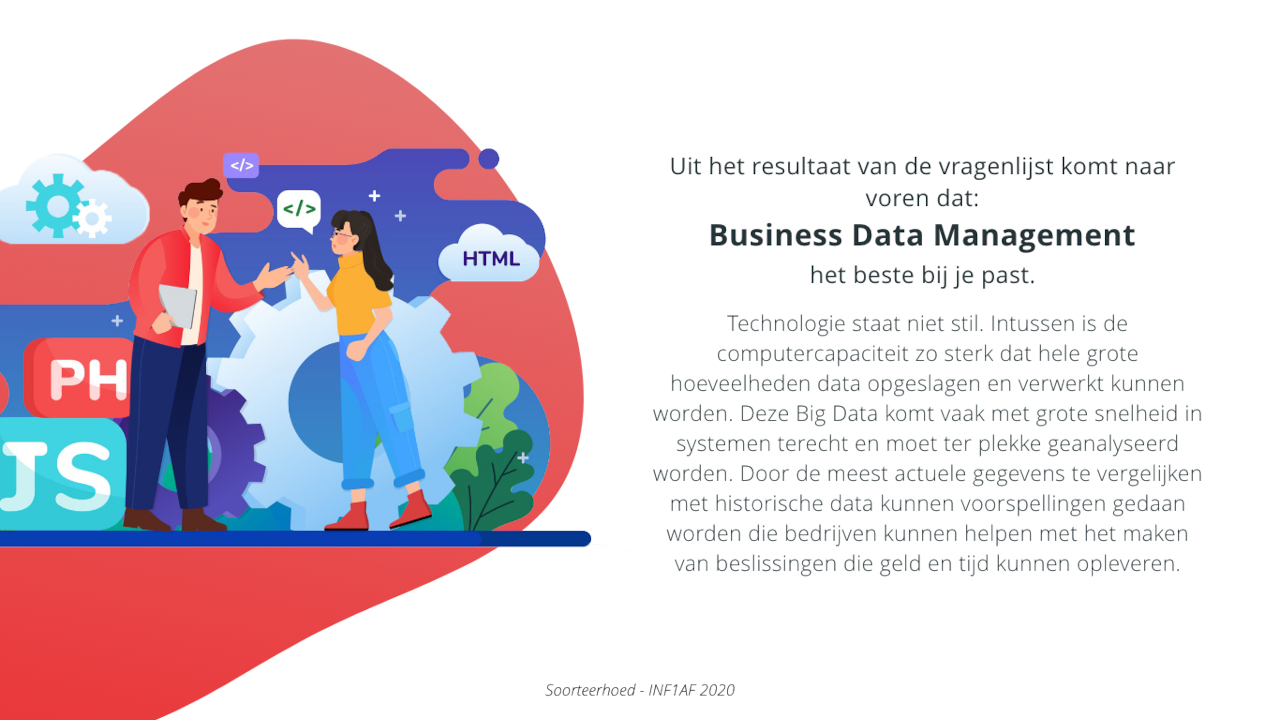 Uit het resultaat van de vragenlijst komt naar
voren dat:
Business Data Management
het beste bij je past.
Technologie staat niet stil. Intussen is de
computercapaciteit zo sterk dat hele grote
hoeveelheden data opgeslagen en verwerkt kunnen
worden. Deze Big Data komt vaak met grote snelheid in
systemen terecht en moet ter plekke geanalyseerd
worden. Door de meest actuele gegevens te vergelijken
met historische data kunnen voorspellingen gedaan
worden die bedrijven kunnen helpen met het maken
van beslissingen die geld en tijd kunnen opleveren.
</>
</>
HTML
PH
JS
Soorteerhoed - INF1AF 2020